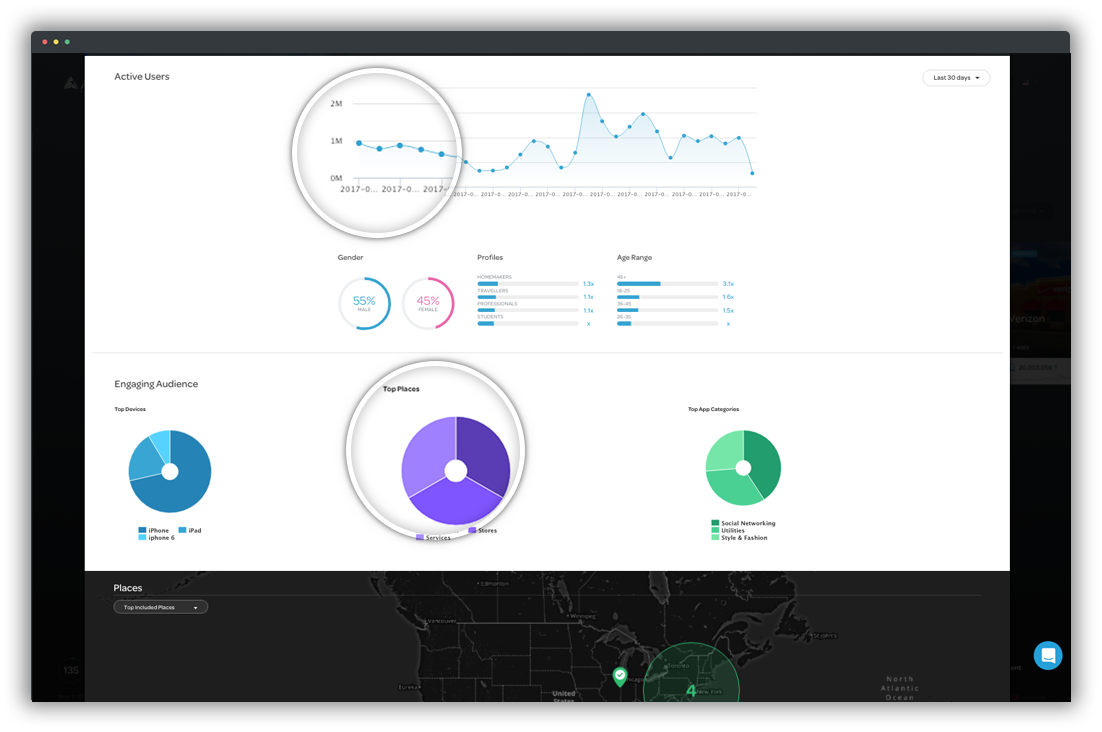 Active Users
Last 30 days
2M
1M
0M
2017-0... 2017-0... 2017-
2017-0... 2017-0... 2017-0... 2017-0... 2017-0... 2017-0... 2017-0... 2017-0... 2017-0... 2017-0... 2017-0...
Gender
Profiles
Age Range
55%
MALE
45%
FEMALE
HOMEMAKERS
1.3x
TRAVELLERS
1.1x
PROFESSIONALS
1.1x
STUDENTS
x
45+
3.1x
18-25
1.6x
36-45
1.5x
26-35
x
Engaging Audience
Top Devices
Top Places
Top App Categories
iPhone
iPad
iphone 6
Stores
Services
Social Networking
Utilities
Style & Fashion
Places
Top Included Places
Edmonton
Vancouver
Winnipeg
Toronto
New York
Eureka
United
States
4
North
Atlantic
Ocean
135